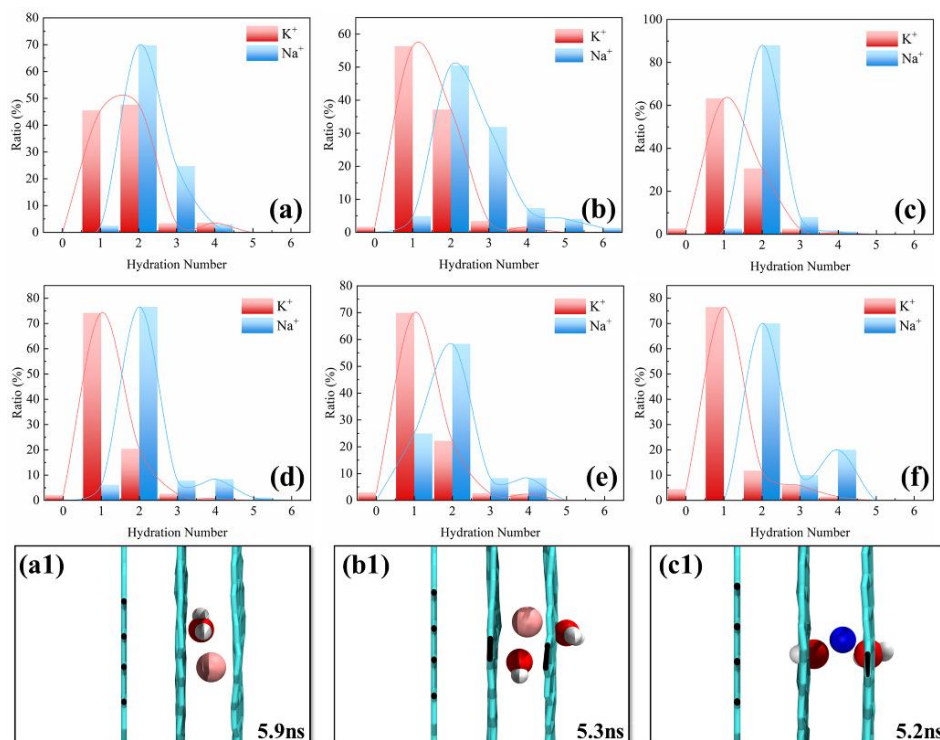 80
70
60
50
40
30
20
10
0
Ratio (%)
K+
Na+
(a)
0 1 2 3 4 5 6
Hydration Number
60
50
40
30
20
10
0
Ratio (%)
K+
Na+
(b)
0 1 2 3 4 5 6
Hydration Number
100
80
60
40
20
0
Ratio (%)
K+
Na+
(c)
0 1 2 3 4 5 6
Hydration Number
80
70
60
50
40
30
20
10
0
Ratio (%)
K+
Na+
(d)
0 1 2 3 4 5 6
Hydration Number
80
70
60
50
40
30
20
10
0
Ratio (%)
K+
Na+
(e)
0 1 2 3 4 5 6
Hydration Number
80
70
60
50
40
30
20
10
0
Ratio (%)
K+
Na+
(f)
0 1 2 3 4 5 6
Hydration Number
(a1)
5.9ns
(b1)
5.3ns
(c1)
5.2ns